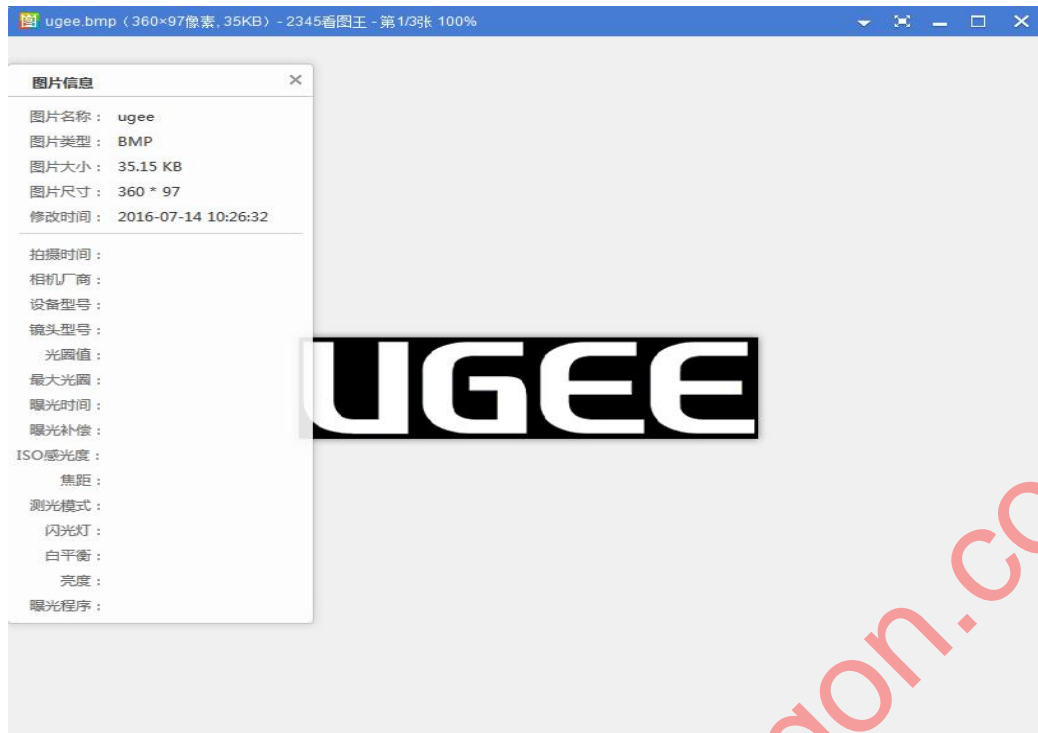 ugee.bmp（360×97像素, 35KB）- 2345看图王 - 第1/3张 100%
图片信息
图片名称： ugee
图片类型： BMP
图片大小： 35.15 KB
图片尺寸： 360 * 97
修改时间： 2016-07-14 10:26:32
拍摄时间：
相机厂商：
设备型号：
镜头型号：
光圈值：
最大光圈：
曝光时间：
曝光补偿：
ISO感光度：
焦距：
测光模式：
闪光灯：
白平衡：
亮度：
曝光程序：
UGEE
gon.co